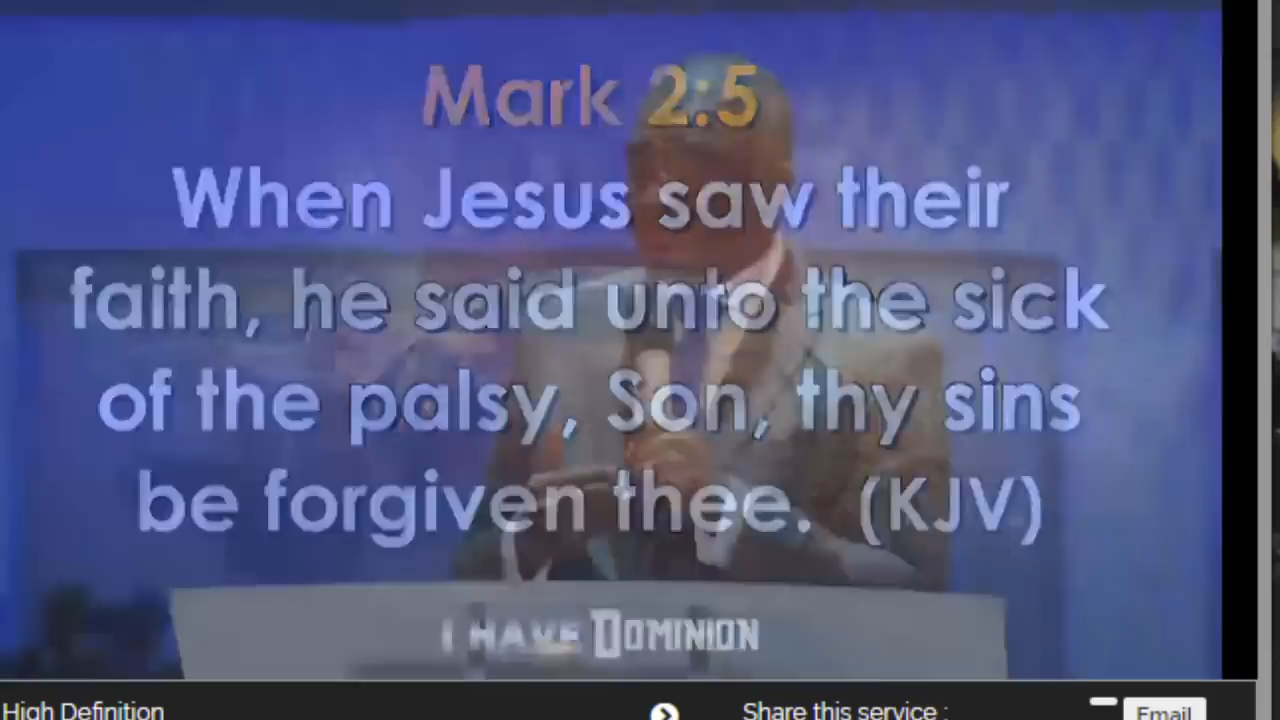 Mark 2:5
When Jesus saw their
faith, he said unto the sick
of the palsy, Son, thy sins
be forgiven thee. (KJV)
I HAVE DOMINION
High Definition
Share this service :
Email